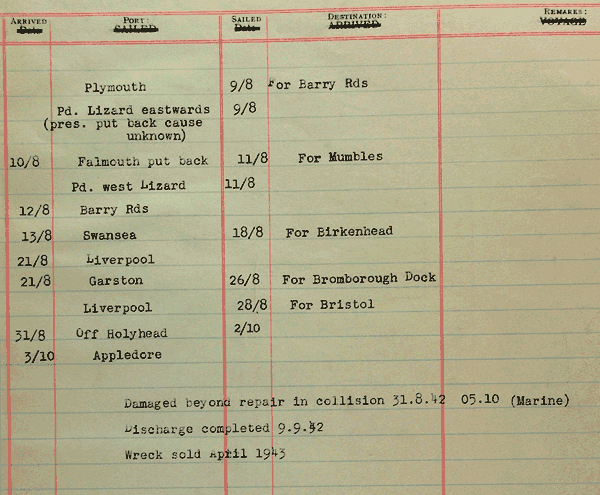 ARRIVED PORT: SAILED DESTINATION: REMARKS:
Date SAILED Date ARRIVED VOYAGE
Plymouth 9/8 For Barry Rds
Pd. Lizard eastwards 9/8
(pres. put back cause
unknown)
10/8 Falmouth put back 11/8 For Mumbles
Pd. west Lizard 11/8
12/8 Barry Rds
13/8 Swansea 18/8 For Birkenhead
21/8 Liverpool
21/8 Garston 26/8 For Bromborough Dock
Liverpool 28/8 For Bristol
31/8 Off Holyhead 2/10
3/10 Appledore
Damaged beyond repair in collision 31.8.42 05.10 (Marine)
Discharge completed 9.9.42
Wreck sold April 1943